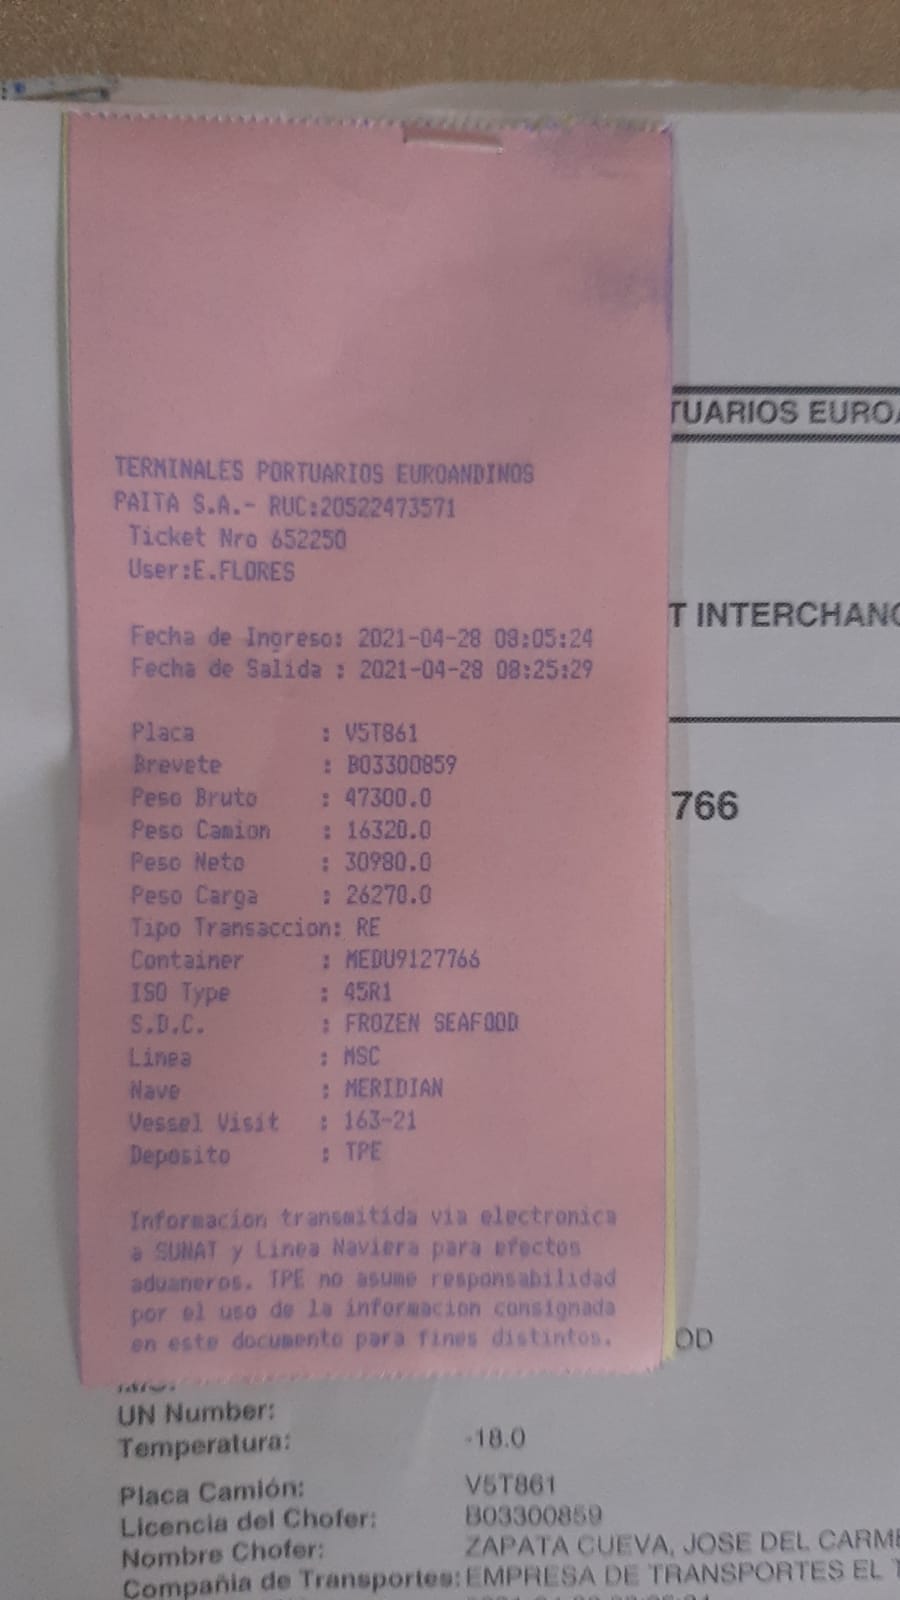 TERMINALES PORTUARIOS EUROANDINOS
PAITA S.A.- RUC:20522473571
Ticket Nro 652250
User:E.FLORES
Fecha de Ingreso: 2021-04-28 08:05:24
Fecha de Salida : 2021-04-28 08:25:29
Placa : V5T861
Brevete : B03300859
Peso Bruto : 47300.0
Peso Camion : 16320.0
Peso Neto : 30980.0
Peso Carga : 26270.0
Tipo Transaccion: RE
Container : MEDU9127766
ISO Type : 45R1
S.D.C. : FROZEN SEAFOOD
Linea : MSC
Nave : MERIDIAN
Vessel Visit : 163-21
Deposito : TPE
Informacion transmitida via electronica
a SUNAT y Linea Naviera para efectos
aduaneros. TPE no asume responsabilidad
por el uso de la informacion consignada
en este documento para fines distintos.
TUARIOS EUROA
T INTERCHANG
766
OD
UN Number:
Temperatura: -18.0
Placa Camión: V5T861
Licencia del Chofer: B03300859
Nombre Chofer: ZAPATA CUEVA, JOSE DEL CARME
Compañia de Transportes: EMPRESA DE TRANSPORTES EL T